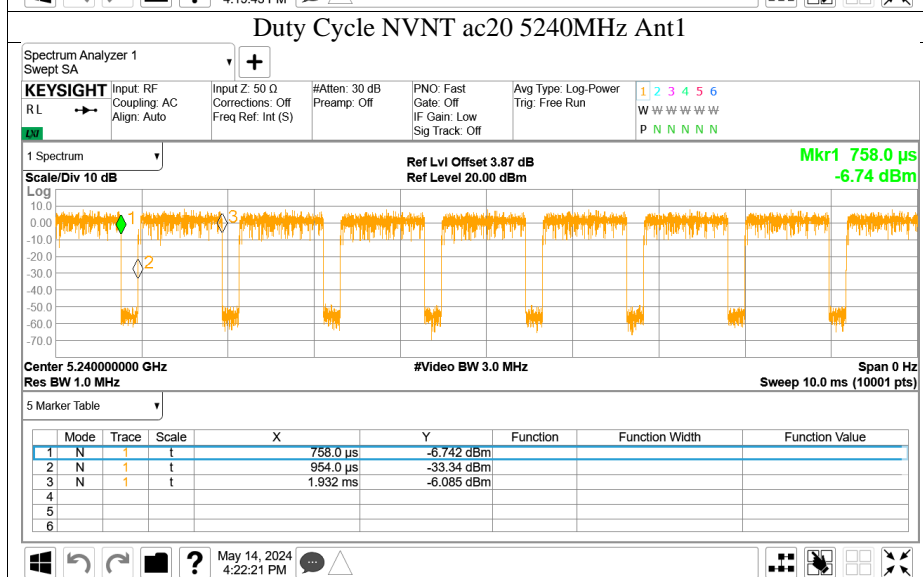 Duty Cycle NVNT ac20 5240MHz Ant1
Spectrum Analyzer 1
Swept SA
KEYSIGHT Input: RF Input Z: 50 Ω #Atten: 30 dB PNO: Fast Avg Type: Log-Power 1 2 3 4 5 6
R L Coupling: AC Corrections: Off Preamp: Off Gate: Off Trig: Free Run W W W W W W
Align: Auto Freq Ref: Int (S) IF Gain: Low
LXI Sig Track: Off P N N N N N
1 Spectrum Ref Lvl Offset 3.87 dB Mkr1 758.0 µs
Scale/Div 10 dB Ref Level 20.00 dBm -6.74 dBm
Log
10.0
0.00
-10.0
-20.0
-30.0
-40.0
-50.0
-60.0
-70.0
1
2
3
Center 5.240000000 GHz #Video BW 3.0 MHz Span 0 Hz
Res BW 1.0 MHz Sweep 10.0 ms (10001 pts)
5 Marker Table
Mode Trace Scale X Y Function Function Width Function Value
1 N 1 t 758.0 µs -6.742 dBm
2 N 1 t 954.0 µs -33.34 dBm
3 N 1 t 1.932 ms -6.085 dBm
4
5
6
? May 14, 2024
4:22:21 PM